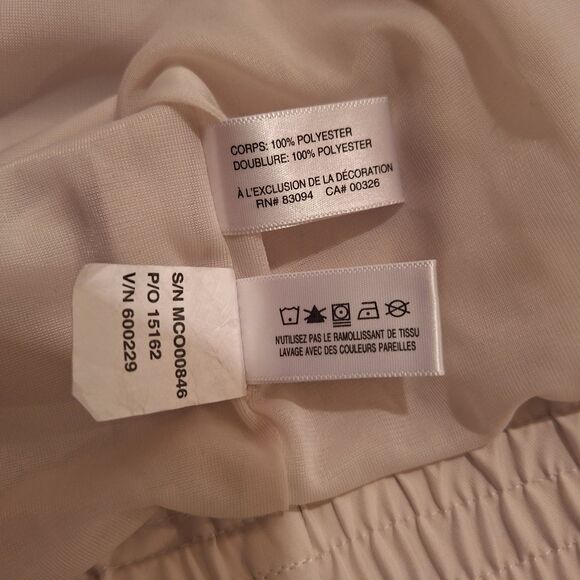 CORPS: 100% POLYESTER
DOUBLURE: 100% POLYESTER
À L'EXCLUSION DE LA DÉCORATION
RN# 83094 CA# 00326
S/N MCO00846
P/O 15162
V/N 600229
N'UTILISEZ PAS LE RAMOLLISSANT DE TISSU
LAVAGE AVEC DES COULEURS PAREILLES